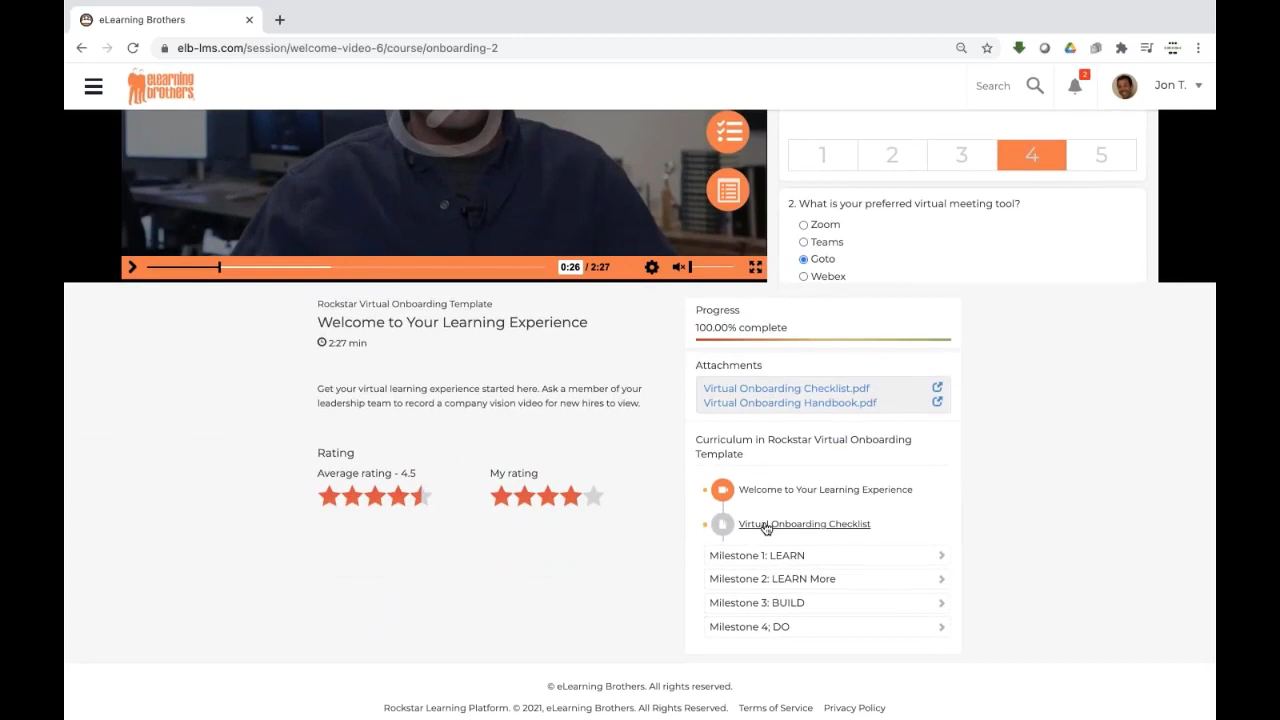 eLearning Brothers
elb-lms.com/session/welcome-video-6/course/onboarding-2
elearning
brothers
Search
2
Jon T.
1 2 3 4 5
2. What is your preferred virtual meeting tool?
Zoom
Teams
Goto
Webex
0:26 / 2:27
Rockstar Virtual Onboarding Template
Welcome to Your Learning Experience
2:27 min
Get your virtual learning experience started here. Ask a member of your
leadership team to record a company vision video for new hires to view.
Rating
Average rating - 4.5
My rating
Progress
100.00% complete
Attachments
Virtual Onboarding Checklist.pdf
Virtual Onboarding Handbook.pdf
Curriculum in Rockstar Virtual Onboarding
Template
Welcome to Your Learning Experience
Virtual Onboarding Checklist
Milestone 1: LEARN
Milestone 2: LEARN More
Milestone 3: BUILD
Milestone 4; DO
© eLearning Brothers. All rights reserved.
Rockstar Learning Platform. © 2021, eLearning Brothers. All Rights Reserved. Terms of Service Privacy Policy